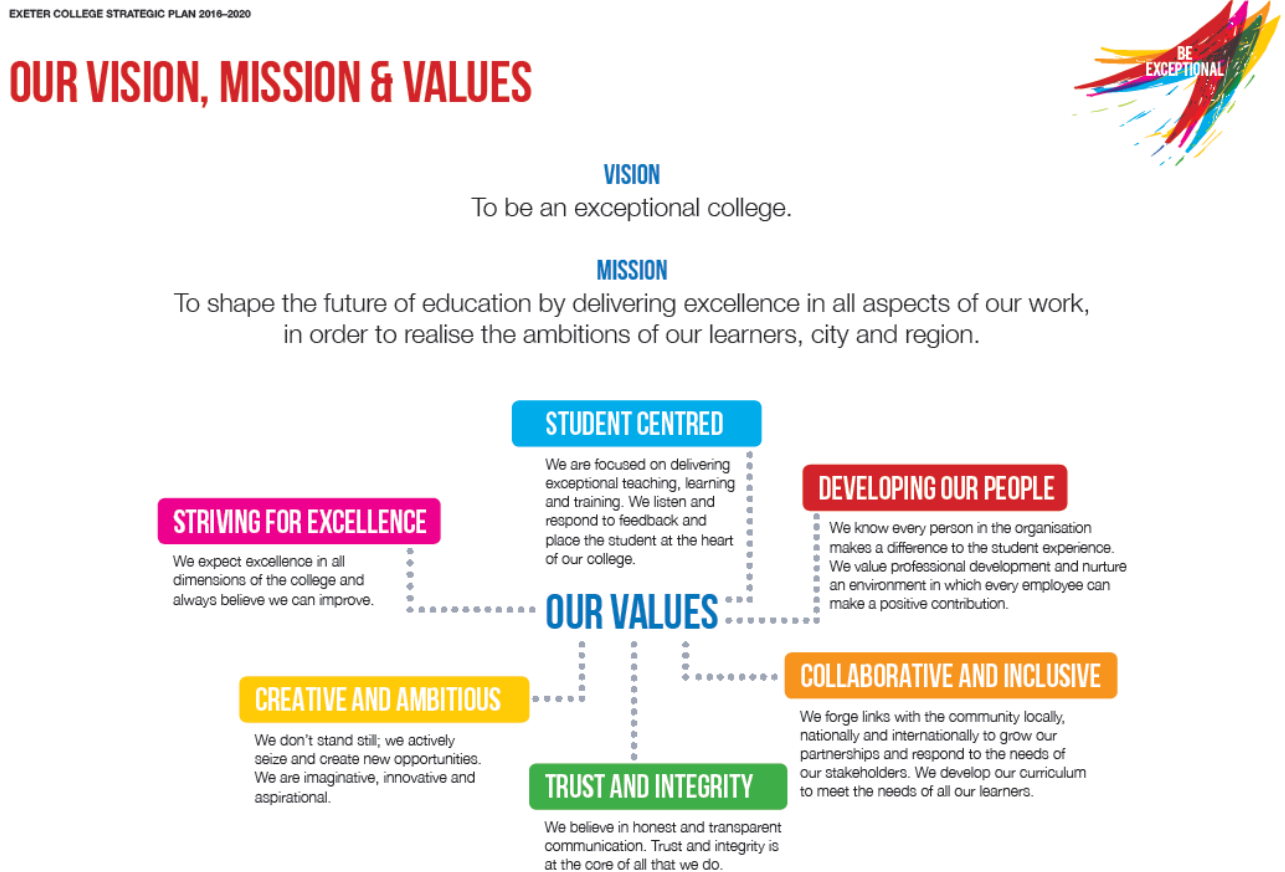 EXETER COLLEGE STRATEGIC PLAN 2016–2020
BE
EXCEPTIONAL
OUR VISION, MISSION & VALUES
VISION
To be an exceptional college.
MISSION
To shape the future of education by delivering excellence in all aspects of our work,
in order to realise the ambitions of our learners, city and region.
STUDENT CENTRED
We are focused on delivering
exceptional teaching, learning
and training. We listen and
respond to feedback and
place the student at the heart
of our college.
DEVELOPING OUR PEOPLE
We know every person in the organisation
makes a difference to the student experience.
We value professional development and nurture
an environment in which every employee can
make a positive contribution.
STRIVING FOR EXCELLENCE
We expect excellence in all
dimensions of the college and
always believe we can improve.
OUR VALUES
COLLABORATIVE AND INCLUSIVE
We forge links with the community locally,
nationally and internationally to grow our
partnerships and respond to the needs of
our stakeholders. We develop our curriculum
to meet the needs of all our learners.
CREATIVE AND AMBITIOUS
We don't stand still; we actively
seize and create new opportunities.
We are imaginative, innovative and
aspirational.
TRUST AND INTEGRITY
We believe in honest and transparent
communication. Trust and integrity is
at the core of all that we do.